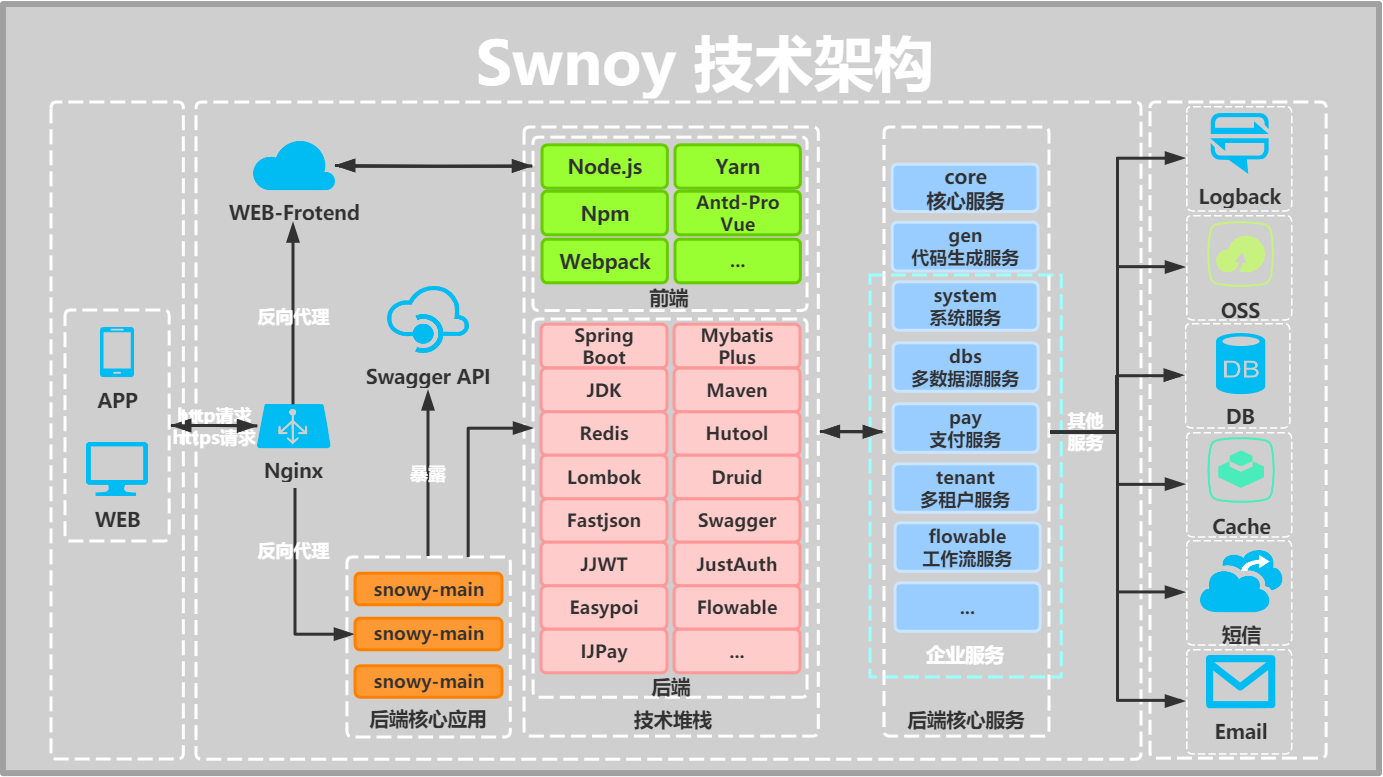 Swnoy 技术架构
APP
WEB
http请求
https请求
WEB-Frotend
反向代理
Nginx
反向代理
Swagger API
暴露
snowy-main
snowy-main
snowy-main
后端核心应用
Node.js
Yarn
Npm
Antd-Pro
Vue
Webpack
...
前端
Spring
Boot
Mybatis
Plus
JDK
Maven
Redis
Hutool
Lombok
Druid
Fastjson
Swagger
JJWT
JustAuth
Easypoi
Flowable
IJPay
...
后端
技术堆栈
core
核心服务
gen
代码生成服务
system
系统服务
dbs
多数据源服务
pay
支付服务
tenant
多租户服务
flowable
工作流服务
...
企业服务
后端核心服务
其他
服务
Logback
OSS
DB
DB
Cache
短信
Email